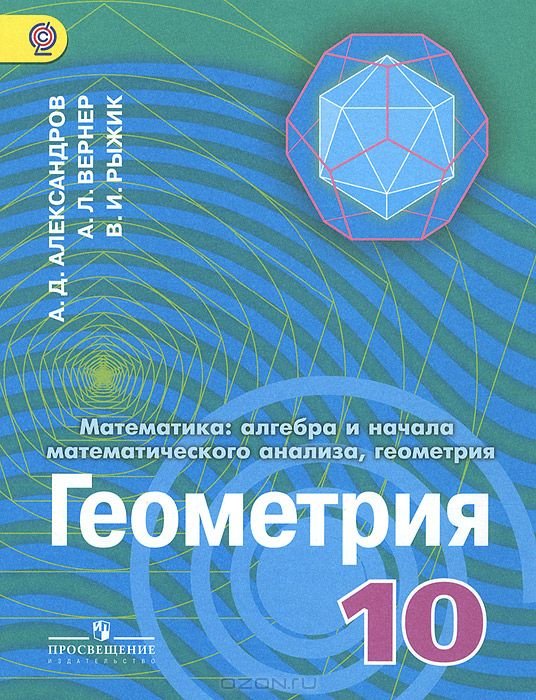 А. Д. АЛЕКСАНДРОВ
А. Л. ВЕРНЕР
В. И. РЫЖИК
Математика: алгебра и начала
математического анализа, геометрия
Геометрия
10
ПРОСВЕЩЕНИЕ
ИЗДАТЕЛЬСТВО
ozon.ru